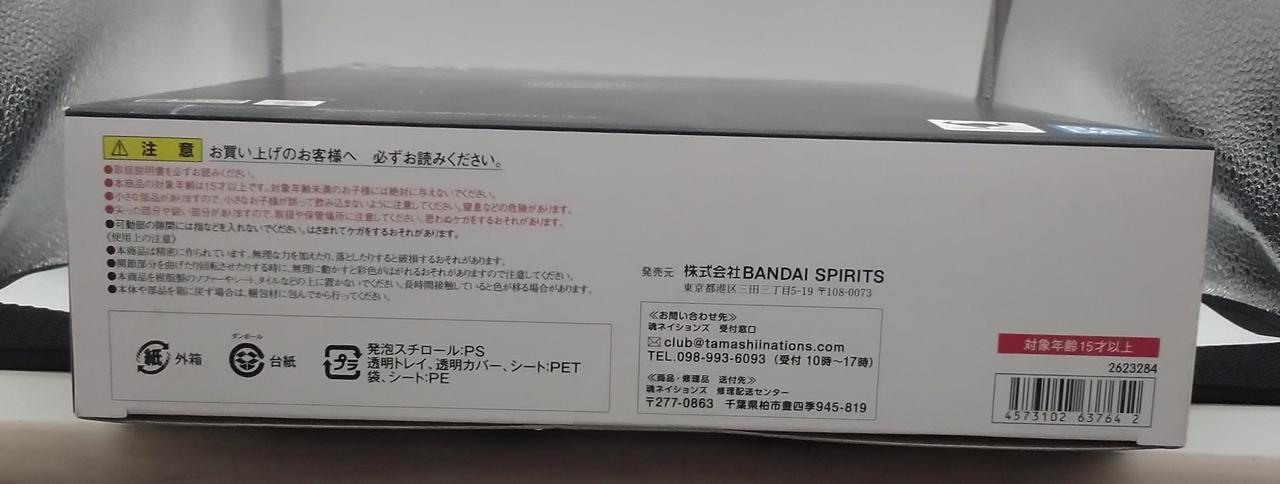 ⚠ 注意 お買い上げのお客様へ 必ずお読みください。
●取扱説明書を必ずお読みください。
●本商品の対象年齢は15才以上です。対象年齢未満のお子様には絶対に与えないでください。
●小さな部品がありますので、小さなお子様が誤って飲み込まないように注意してください。窒息などの危険があります。
●尖った部分や鋭い部分がありますので、取扱や保管場所に注意してください。思わぬケガをするおそれがあります。
●可動部の隙間には指などを入れないでください。はさまれてケガをするおそれがあります。
《使用上の注意》
●本商品は精密に作られています。無理な力を加えたり、落としたりすると破損するおそれがあります。
●関節部分を曲げたり回転させたりする時に、無理に動かすと彩色がはがれるおそれがありますので注意してください。
●本商品を樹脂製のソファーやシート、タイルなどの上に置かないでください。長時間接触していると色が移る場合があります。
●本体や部品を箱に戻す場合は、梱包材に包んでから行ってください。
紙 外箱
ダンボール
台紙
プラ
発泡スチロール:PS
透明トレイ、透明カバー、シート:PET
袋、シート:PE
発売元 株式会社BANDAI SPIRITS
東京都港区三田三丁目5-19 〒108-0073
≪お問い合わせ先≫
魂ネイションズ 受付窓口
✉ club@tamashiinations.com
TEL.098-993-6093 (受付 10時〜17時)
≪商品・修理品 送付先≫
魂ネイションズ 修理配送センター
〒277-0863 千葉県柏市豊四季945-819
対象年齢15才以上
2623284
4573102 63764 2